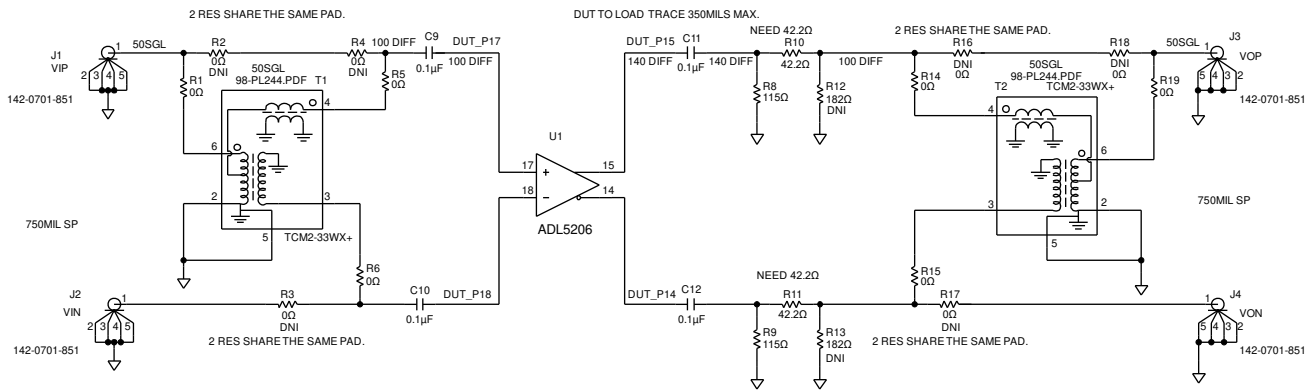 2 RES SHARE THE SAME PAD.
DUT TO LOAD TRACE 350MILS MAX.
J1
VIP
1
50SGL
R2
0Ω
DNI
R4
0Ω
DNI
100 DIFF
C9
0.1µF
DUT_P17
100 DIFF
2 3 4 5
142-0701-851
R1
0Ω
50SGL
98-PL244.PDF T1
R5
0Ω
4
6
2
3
5
TCM2-33WX+
750MIL SP
R6
0Ω
J2
VIN
1
2 3 4 5
142-0701-851
R3
0Ω
DNI
2 RES SHARE THE SAME PAD.
C10
0.1µF
DUT_P18
U1
17
+
18
−
15
14
ADL5206
DUT_P15
140 DIFF
C11
0.1µF
140 DIFF
NEED 42.2Ω
R10
42.2Ω
R8
115Ω
R12
182Ω
DNI
100 DIFF
2 RES SHARE THE SAME PAD.
R16
0Ω
DNI
R18
0Ω
DNI
50SGL
1
J3
VOP
5 4 3 2
142-0701-851
R14
0Ω
50SGL
98-PL244.PDF
T2
TCM2-33WX+
R19
0Ω
4
6
3
2
5
750MIL SP
R15
0Ω
DUT_P14
C12
0.1µF
NEED 42.2Ω
R11
42.2Ω
R9
115Ω
R13
182Ω
DNI
R17
0Ω
DNI
2 RES SHARE THE SAME PAD.
1
J4
VON
5 4 3 2
142-0701-851